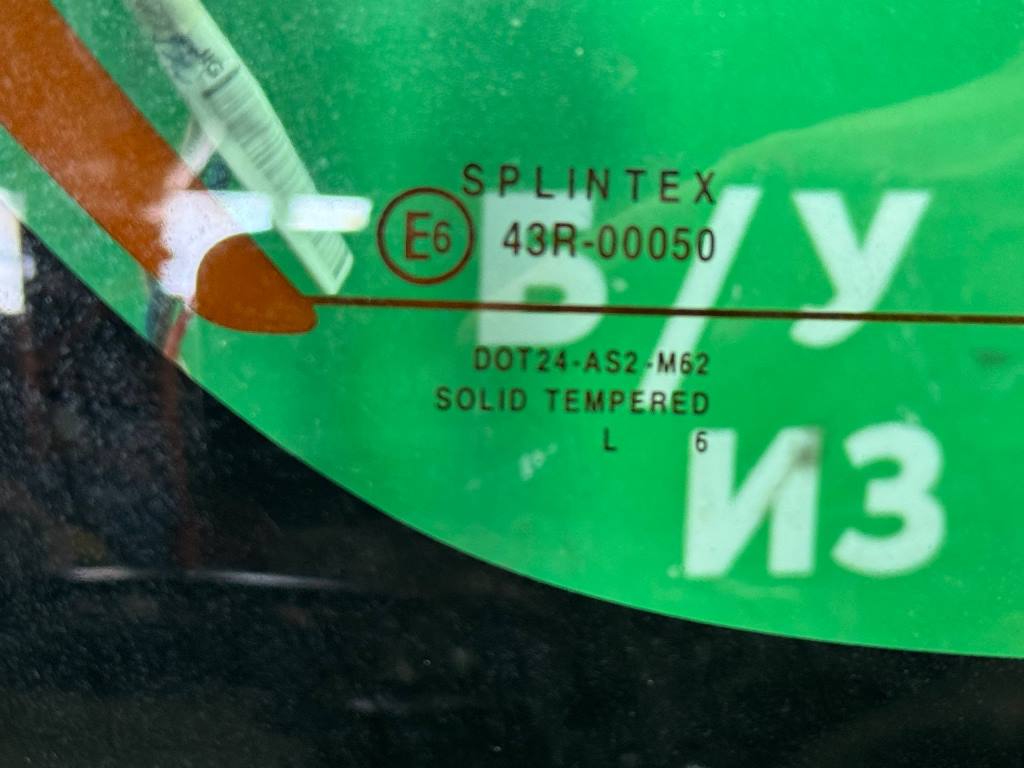 SPLINTEX
E6 43R-00050
Б/У
DOT24-AS2-M62
SOLID TEMPERED
L 6
ИЗ